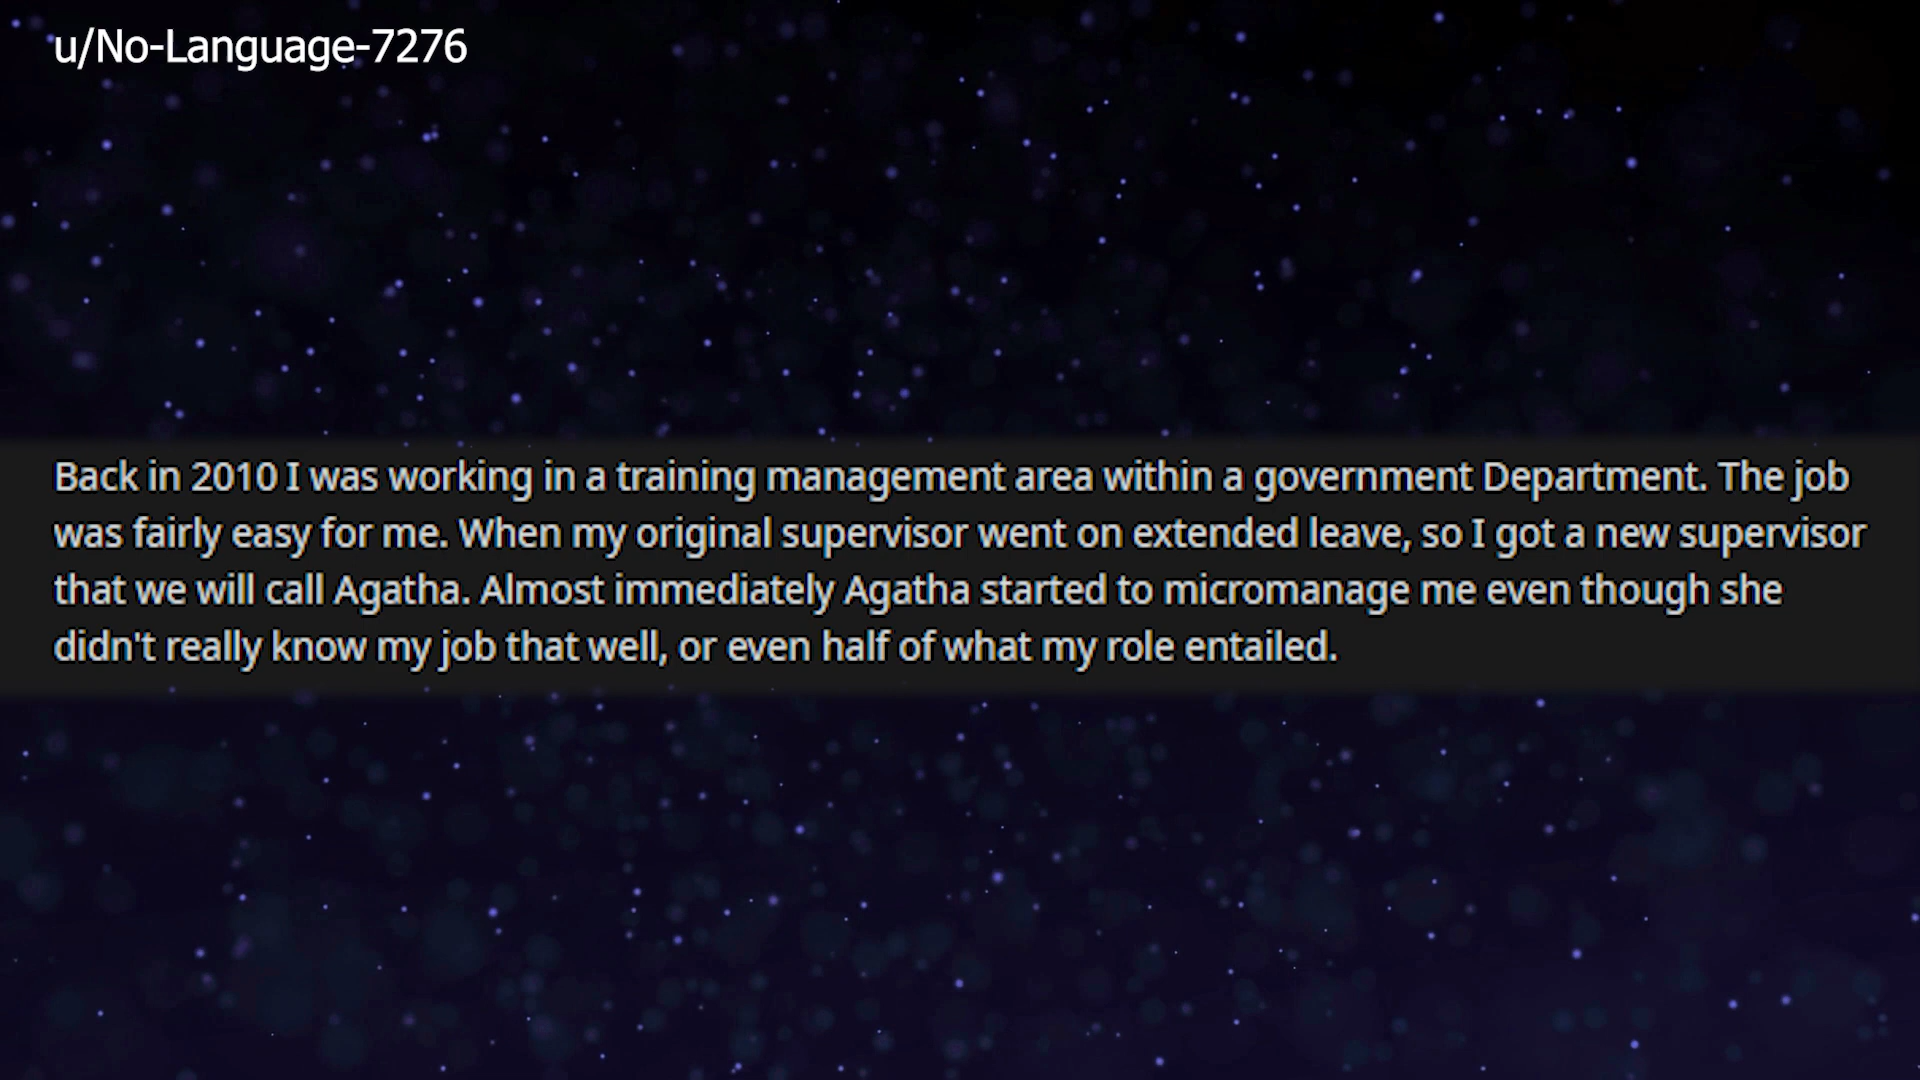 u/No-Language-7276
Back in 2010 I was working in a training management area within a government Department. The job
was fairly easy for me. When my original supervisor went on extended leave, so I got a new supervisor
that we will call Agatha. Almost immediately Agatha started to micromanage me even though she
didn't really know my job that well, or even half of what my role entailed.